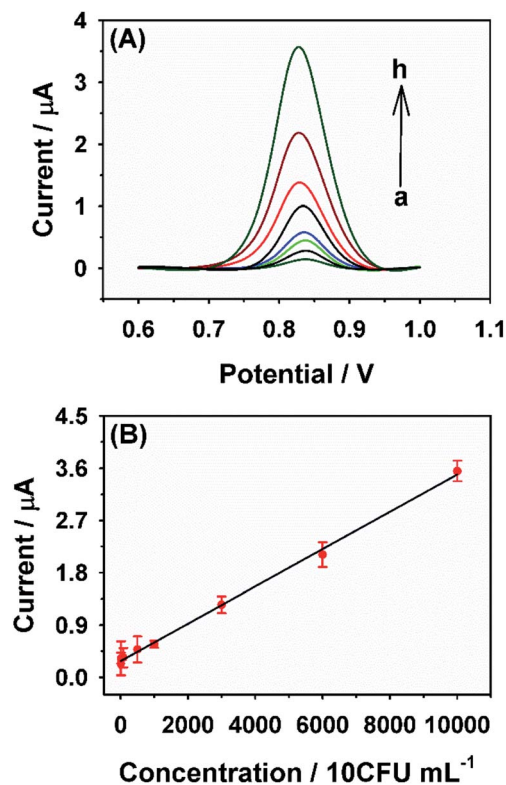 (A)
4
3
2
1
0
h
a
Current / μA
0.6 0.7 0.8 0.9 1.0 1.1
Potential / V
(B)
4.5
3.6
2.7
1.8
0.9
0.0
Current / μA
0 2000 4000 6000 8000 10000
Concentration / 10CFU mL⁻¹